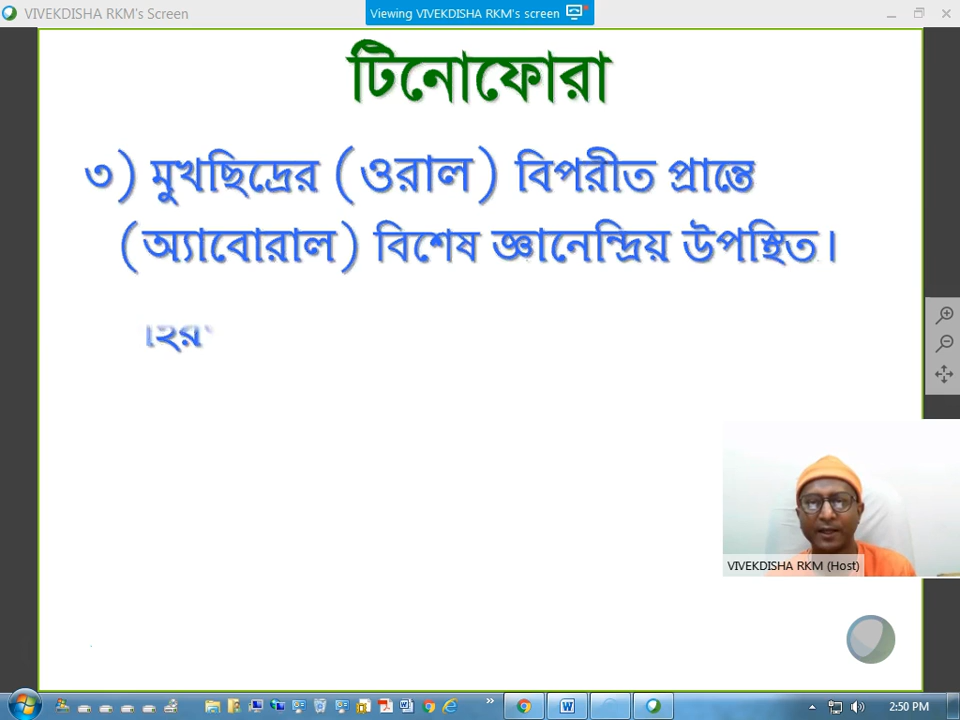 VIVEKDISHA RKM's Screen
Viewing VIVEKDISHA RKM's screen
টিনোফোরা
৩) মুখছিদ্রের (ওরাল) বিপরীত প্রান্তে
(অ্যাবোরাল) বিশেষ জ্ঞানেন্দ্রিয় উপস্থিত।
VIVEKDISHA RKM (Host)
2:50 PM